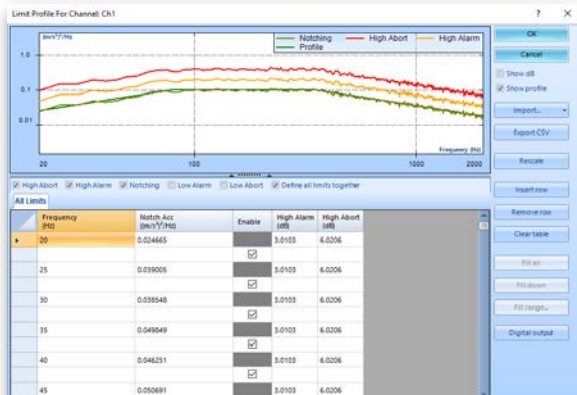 Limit Profile For Channel: Ch1
? X
(m/s²)²/Hz
Notching High Abort High Alarm
Profile
1.0
0.1
0.01
Frequency (Hz)
20 100 1000 2000
High Abort High Alarm Notching Low Alarm Low Abort Define all limits together
All Limits
Frequency (Hz) Notch Acc ((m/s²)²/Hz) Enable High Alarm (dB) High Abort (dB)
20 0.024665 3.0103 6.0206
25 0.039005 3.0103 6.0206
30 0.038548 3.0103 6.0206
35 0.049849 3.0103 6.0206
40 0.046251 3.0103 6.0206
45 0.050691 3.0103 6.0206
OK
Cancel
Show dB
Show profile
Import...
Export CSV
Rescale
Insert row
Remove row
Clear table
Fill all
Fill down
Fill range...
Digital output